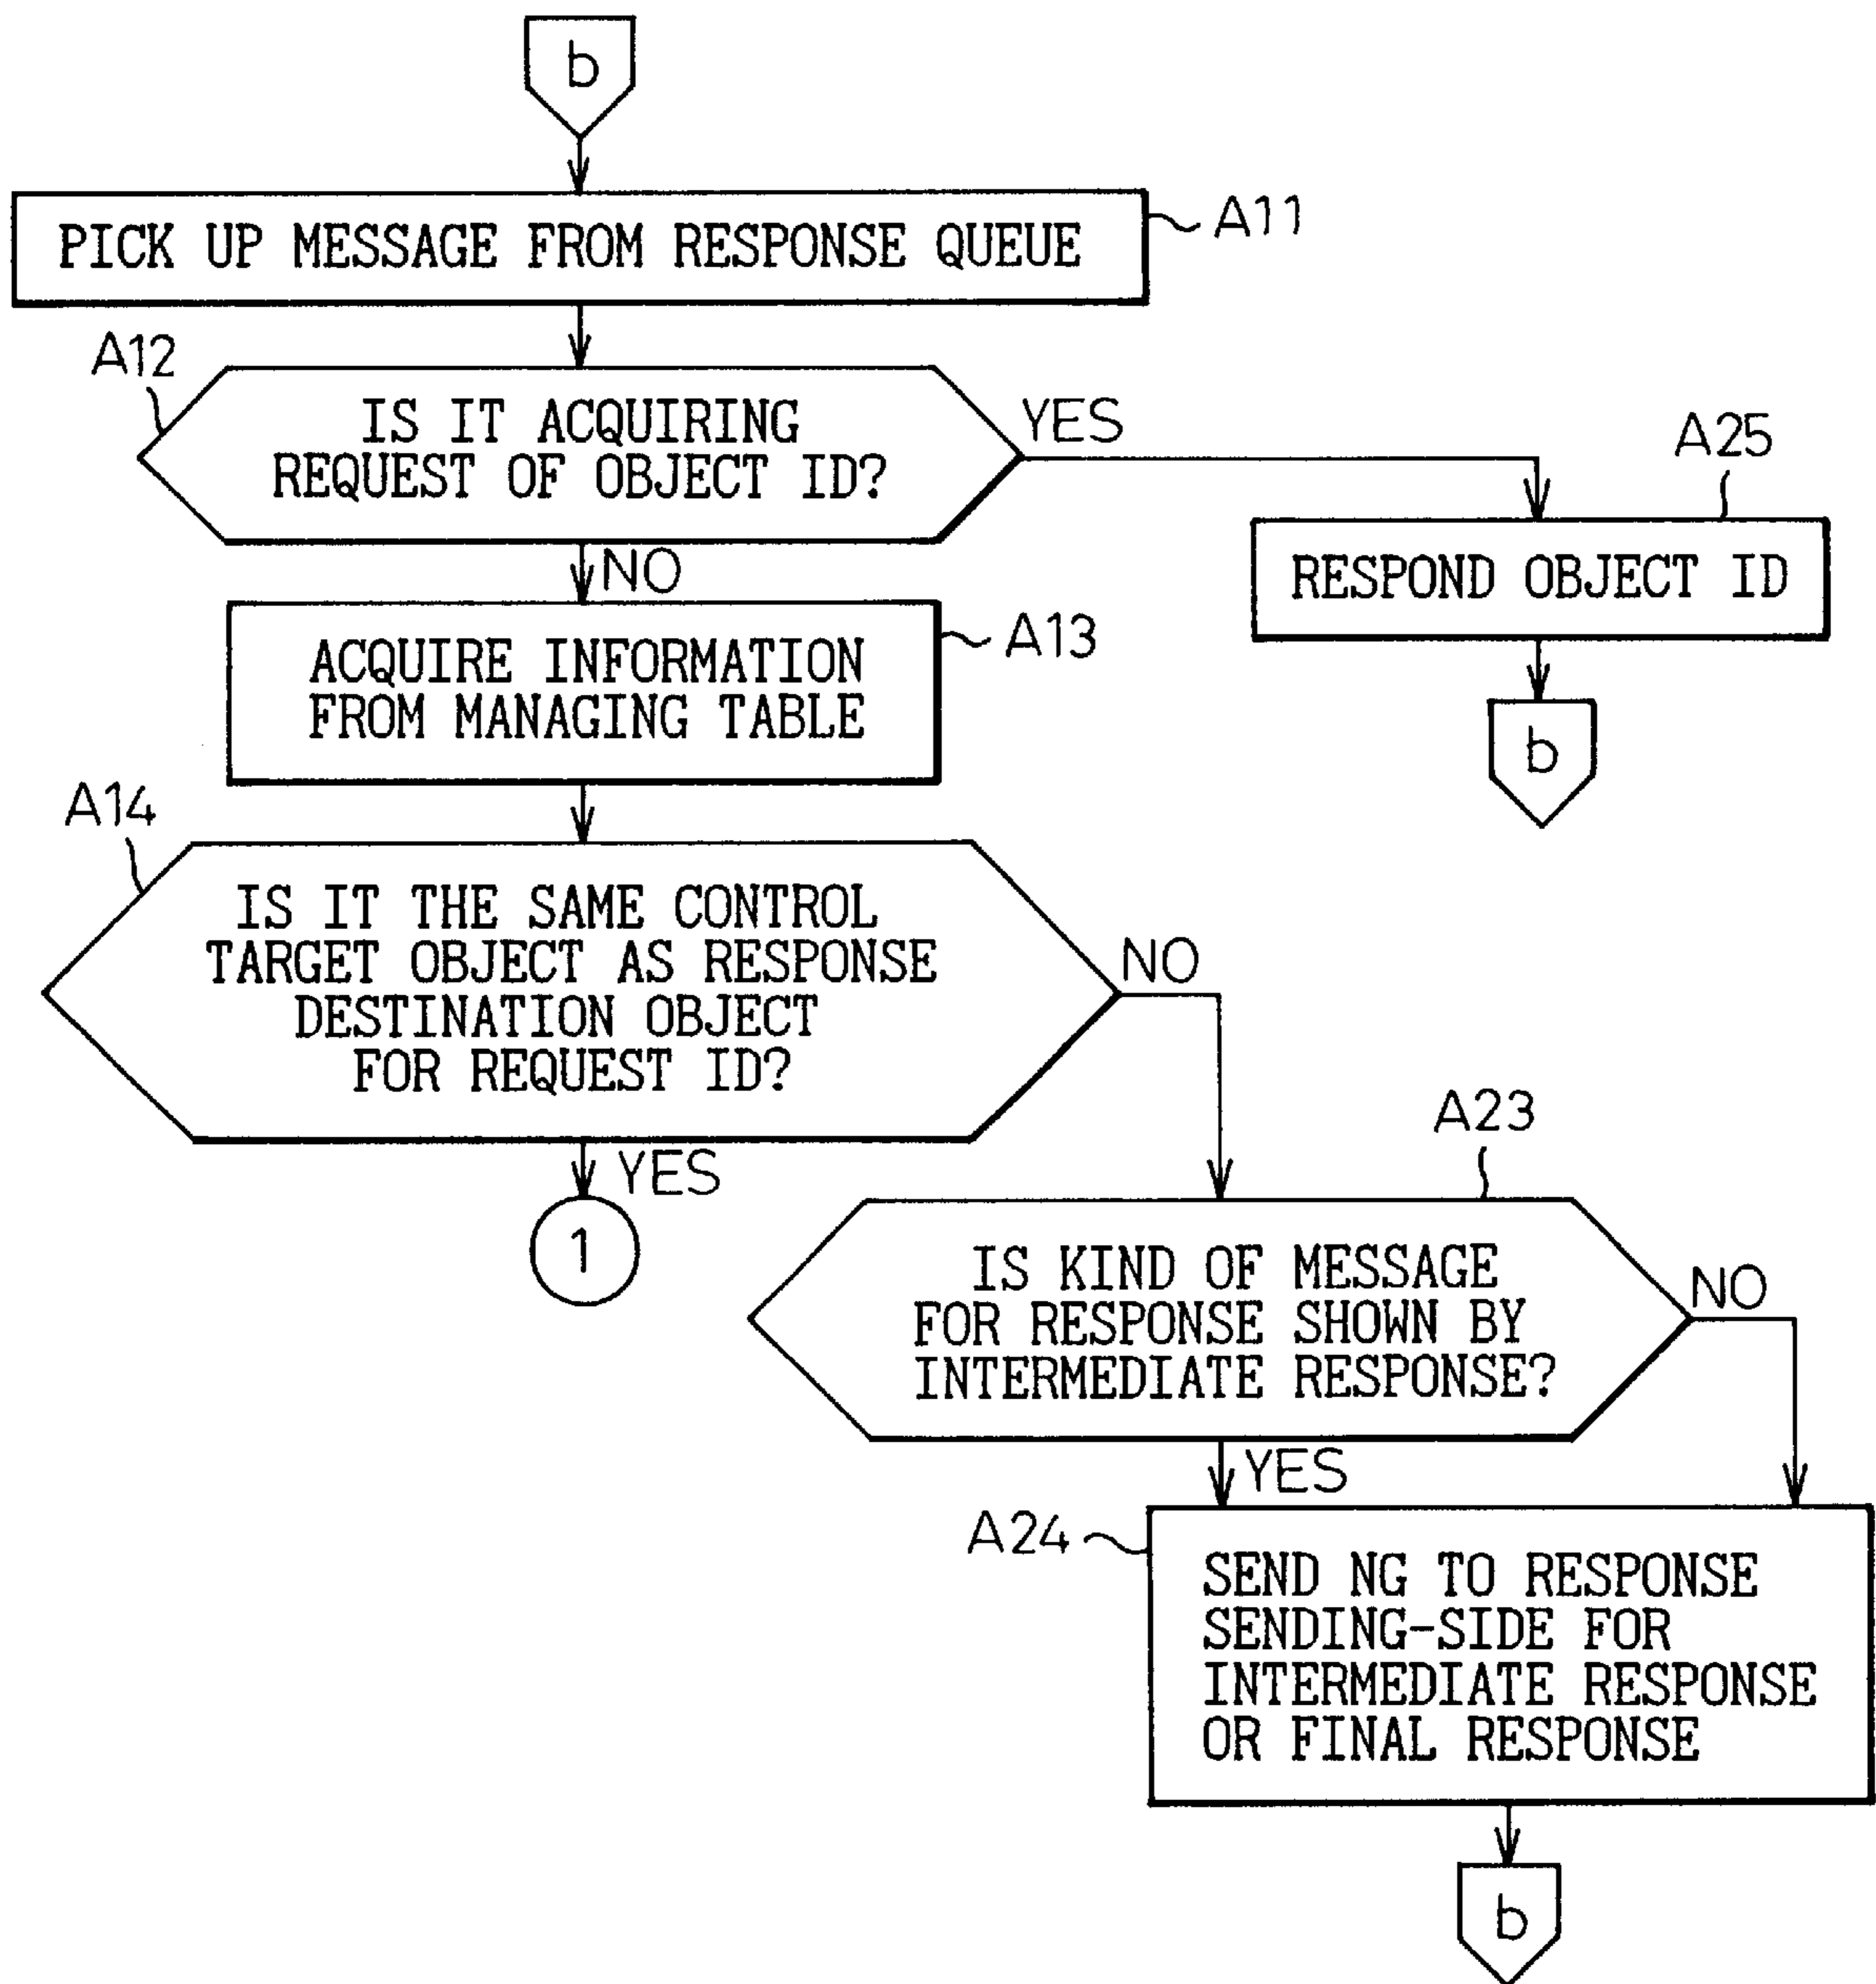 b
PICK UP MESSAGE FROM RESPONSE QUEUE
A11
A12
IS IT ACQUIRING
REQUEST OF OBJECT ID?
YES
A25
RESPOND OBJECT ID
b
NO
ACQUIRE INFORMATION
FROM MANAGING TABLE
A13
A14
IS IT THE SAME CONTROL
TARGET OBJECT AS RESPONSE
DESTINATION OBJECT
FOR REQUEST ID?
NO
YES
1
A23
IS KIND OF MESSAGE
FOR RESPONSE SHOWN BY
INTERMEDIATE RESPONSE?
NO
YES
A24
SEND NG TO RESPONSE
SENDING-SIDE FOR
INTERMEDIATE RESPONSE
OR FINAL RESPONSE
b